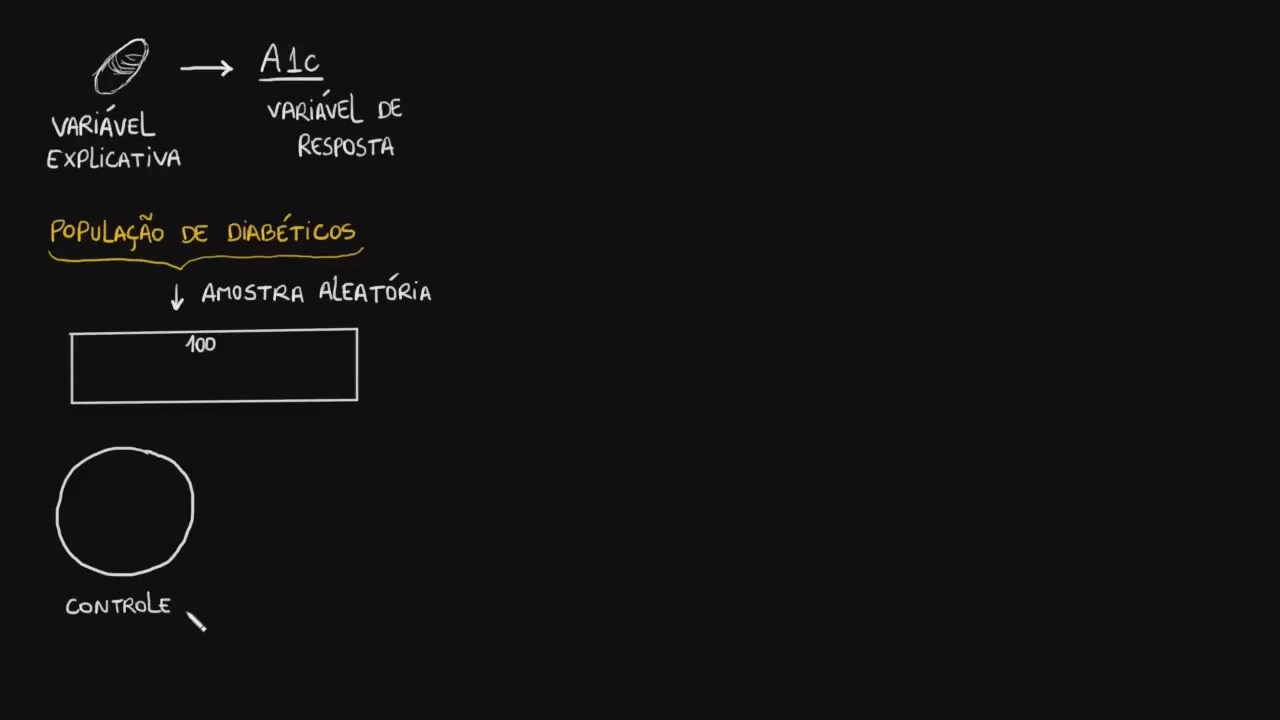 A1c
VARIÁVEL
EXPLICATIVA
VARIÁVEL DE
RESPOSTA
POPULAÇÃO DE DIABÉTICOS
AMOSTRA ALEATÓRIA
100
CONTROLE